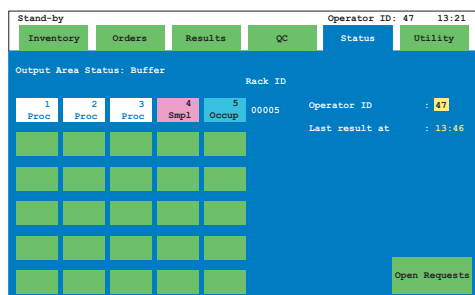 Stand-by Operator ID: 47 13:21
Inventory Orders Results QC Status Utility
Output Area Status: Buffer
Rack ID
1 2 3 4 5
Proc Proc Proc Smpl Occup 00005
Operator ID : 47
Last result at : 13:46
Open Requests